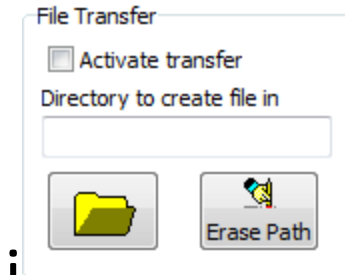 File Transfer
Activate transfer
Directory to create file in
Erase Path